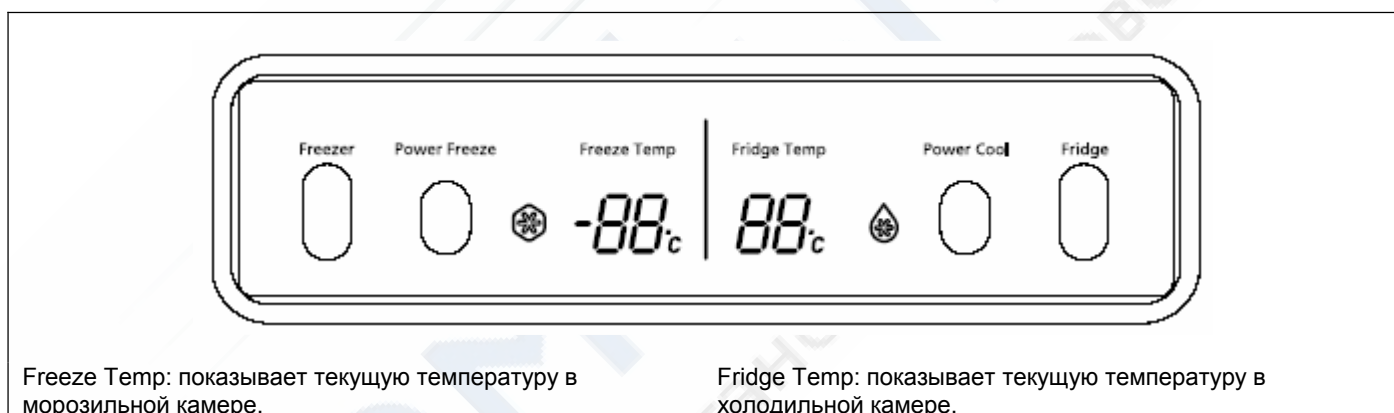 Freezer Power Freeze Freeze Temp Fridge Temp Power Cool Fridge
-88°C 88°C
Freeze Temp: показывает текущую температуру в
морозильной камере.
Fridge Temp: показывает текущую температуру в
холодильной камере.